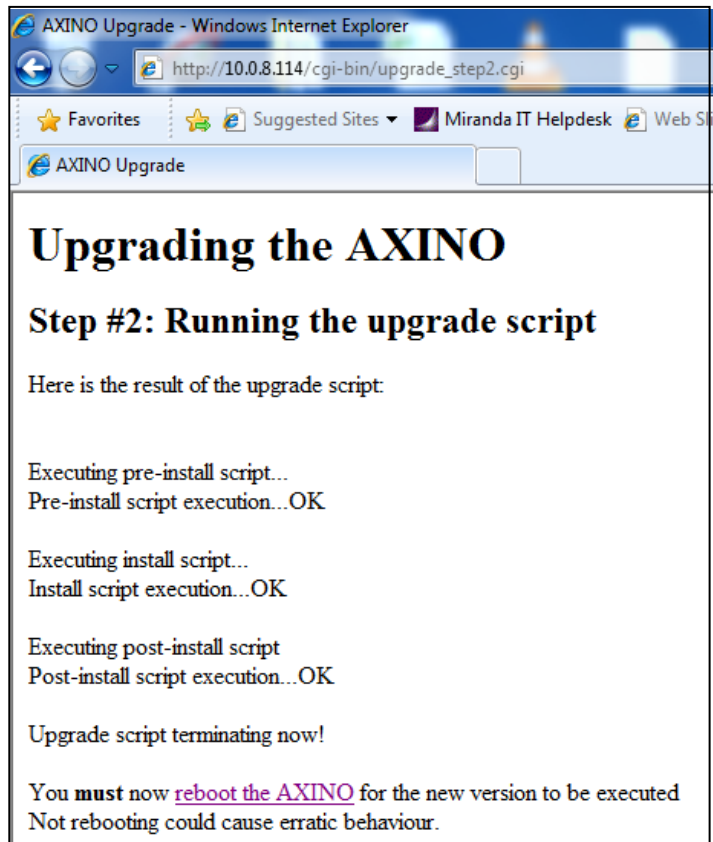 AXINO Upgrade - Windows Internet Explorer
http://10.0.8.114/cgi-bin/upgrade_step2.cgi
Favorites Suggested Sites Miranda IT Helpdesk Web
AXINO Upgrade
Upgrading the AXINO
Step #2: Running the upgrade script
Here is the result of the upgrade script:
Executing pre-install script...
Pre-install script execution...OK
Executing install script...
Install script execution...OK
Executing post-install script
Post-install script execution...OK
Upgrade script terminating now!
You must now reboot the AXINO for the new version to be executed
Not rebooting could cause erratic behaviour.